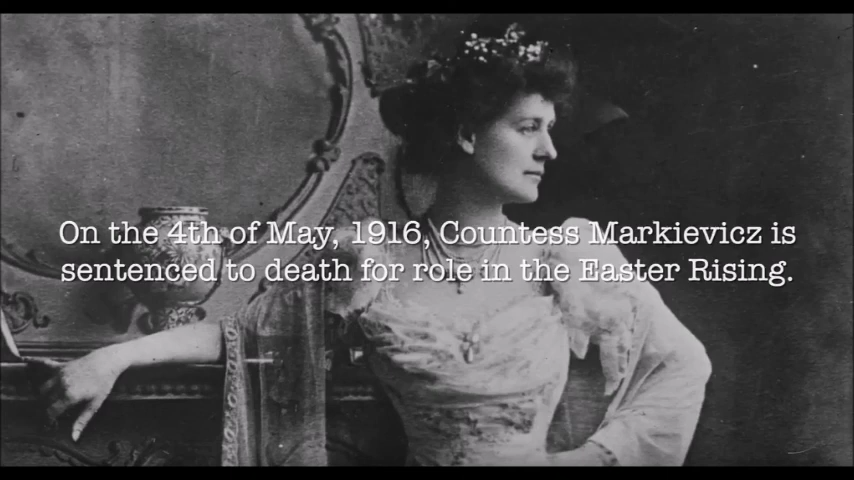 On the 4th of May, 1916, Countess Markievicz is
sentenced to death for role in the Easter Rising.